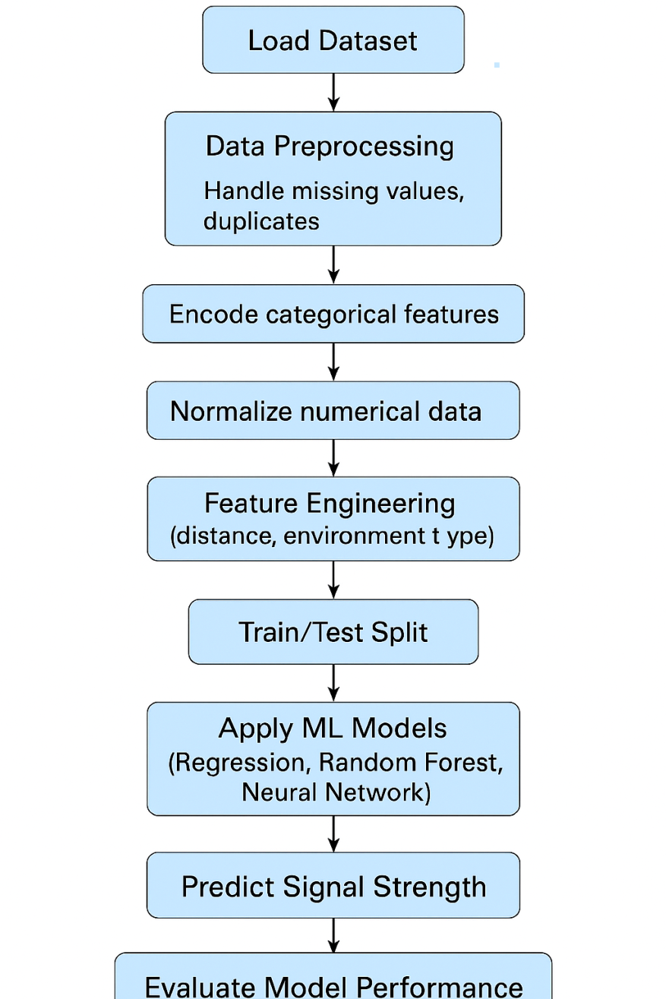 Load Dataset
Data Preprocessing
Handle missing values,
duplicates
Encode categorical features
Normalize numerical data
Feature Engineering
(distance, environment t ype)
Train/Test Split
Apply ML Models
(Regression, Random Forest,
Neural Network)
Predict Signal Strength
Evaluate Model Performance